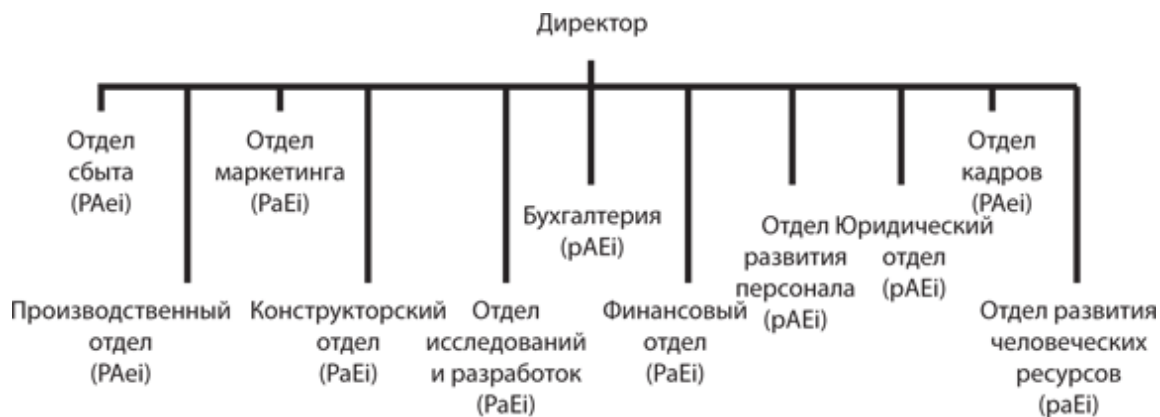 Директор
Отдел
сбыта
(PAei)
Производственный
отдел
(PAei)
Отдел
маркетинга
(PaEi)
Конструкторский
отдел
(PaEi)
Отдел
исследований
и разработок
(PaEi)
Бухгалтерия
(pAEi)
Финансовый
отдел
(PaEi)
Отдел
развития
персонала
(pAEi)
Юридический
отдел
(pAEi)
Отдел
кадров
(PAei)
Отдел развития
человеческих
ресурсов
(paEi)